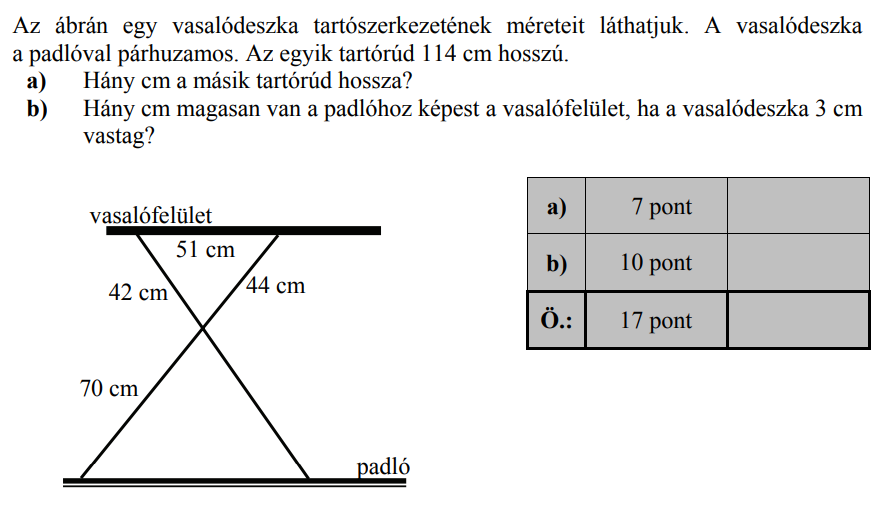 Az ábrán egy vasalódeszka tartószerkezetének méreteit láthatjuk. A vasalódeszka
a padlóval párhuzamos. Az egyik tartórúd 114 cm hosszú.
a) Hány cm a másik tartórúd hossza?
b) Hány cm magasan van a padlóhoz képest a vasalófelület, ha a vasalódeszka 3 cm
vastag?
vasalófelület
51 cm
42 cm
44 cm
70 cm
padló
a) 7 pont
b) 10 pont
Ö.: 17 pont